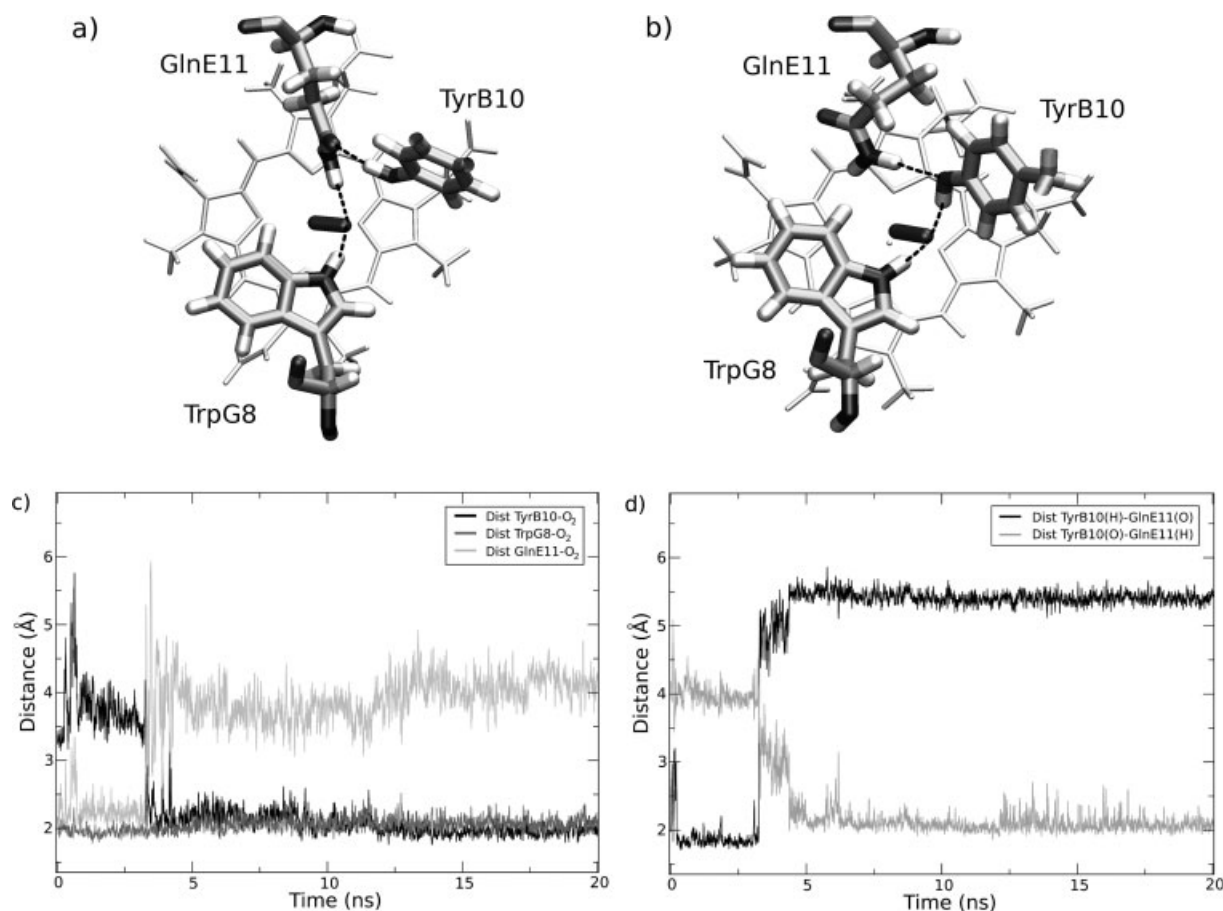 a)
GlnE11
TyrB10
TrpG8
b)
GlnE11
TyrB10
TrpG8
c)
Dist TyrB10-O₂
Dist TrpG8-O₂
Dist GlnE11-O₂
Distance (Å)
6
5
4
3
2
0 5 10 15 20
Time (ns)
d)
Dist TyrB10(H)-GlnE11(O)
Dist TyrB10(O)-GlnE11(H)
Distance (Å)
6
5
4
3
2
0 5 10 15 20
Time (ns)